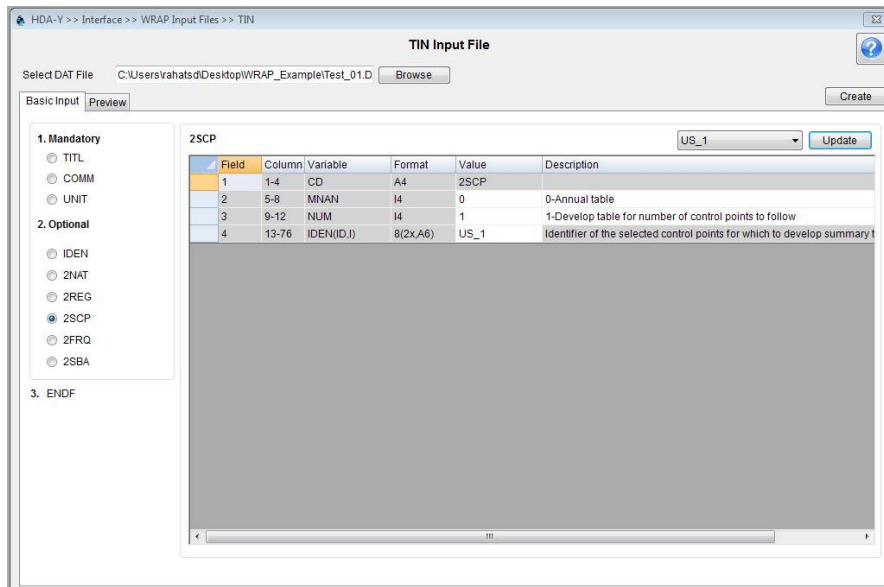 HDA-Y >> Interface >> WRAP Input Files >> TIN
TIN Input File
Select DAT File C:\Users\rahatsd\Desktop\WRAP_Example\Test_01.D Browse
Basic Input Preview Create
1. Mandatory
TITL
COMM
UNIT
2. Optional
IDEN
2NAT
2REG
2SCP
2FRQ
2SBA
3. ENDF
2SCP US_1 Update
Field Column Variable Format Value Description
1 1-4 CD A4 2SCP
2 5-8 MNAN I4 0 0-Annual table
3 9-12 NUM I4 1 1-Develop table for number of control points to follow
4 13-76 IDEN(ID,I) 8(2x,A6) US_1 Identifier of the selected control points for which to develop summary t